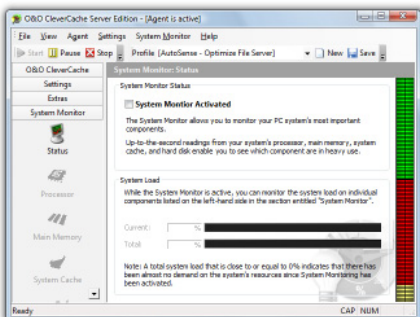 O&O CleverCache Server Edition - [Agent is active]
File View Agent Settings System Monitor Help
Start Pause Stop Profile [AutoSense - Optimize File Server] New Save
O&O CleverCache
Settings
Extras
System Monitor
Status
Processor
Main Memory
System Cache
System Monitor: Status
System Monitor Status
System Montior Activated
The System Monitor allows you to monitor your PC system's most important
components.
Up-to-the-second readings from your system's processor, main memory, system
cache, and hard disk enable you to see which component are in heavy use.
System Load
While the System Monitor is active, you can monitor the system load on individual
components listed on the left-hand side in the section entitled "System Monitor".
Current: %
Total: %
Note: A total system load that is close to or equal to 0% indicates that there has
been almost no demand on the system's resources since System Monitoring has
been activated.
Ready CAP NUM